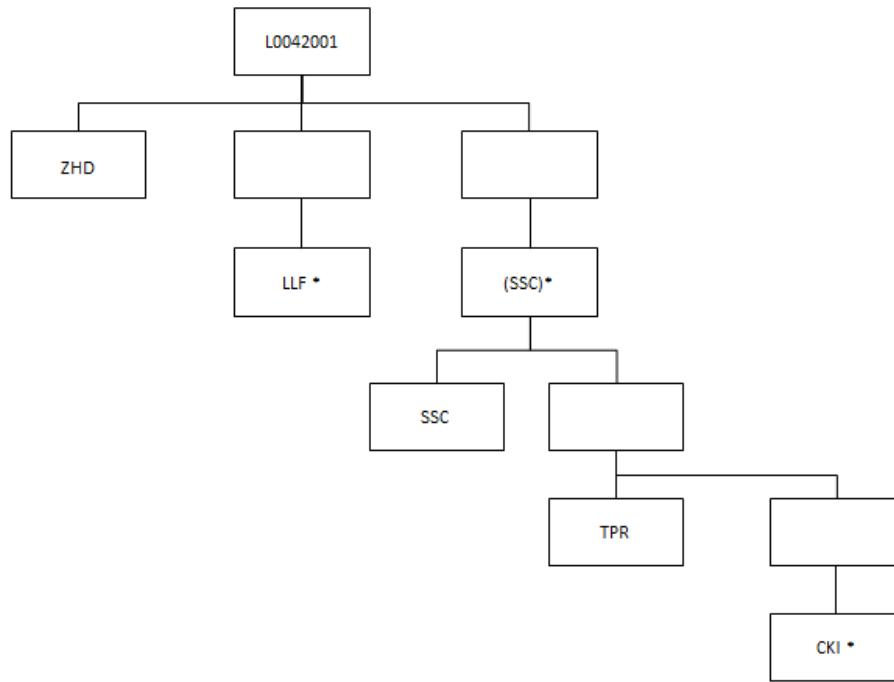 L0042001
ZHD
LLF *
(SSC)*
SSC
TPR
CKI *